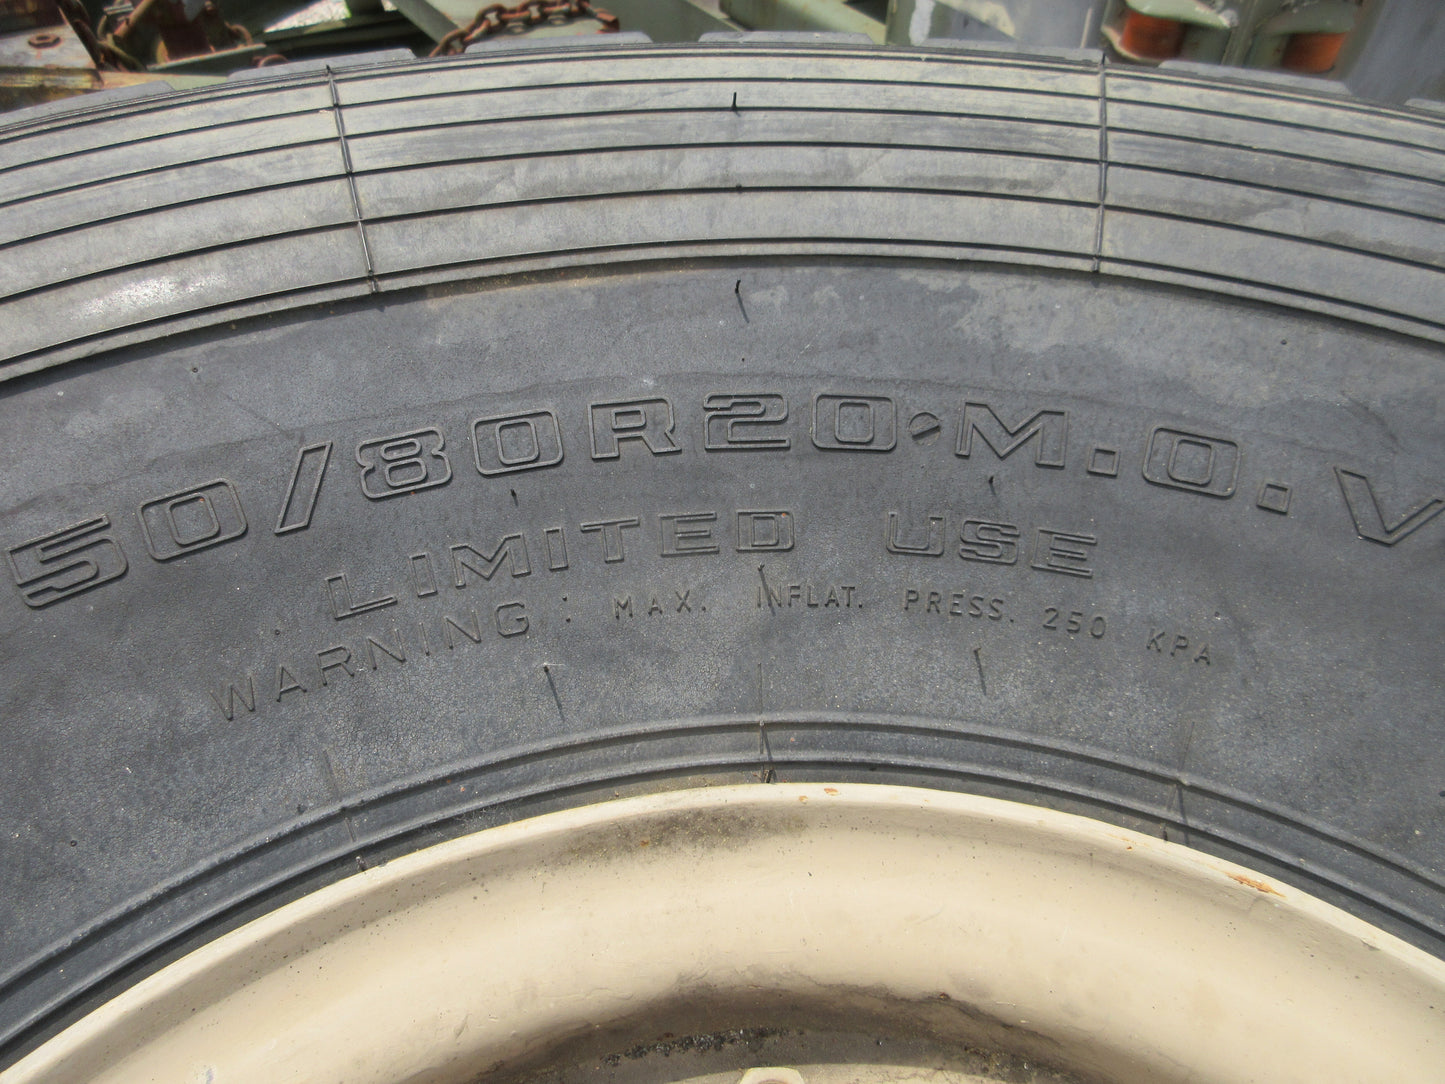 50/80R20•M.O.V
LIMITED USE
WARNING: MAX. INFLAT. PRESS. 250 KPA